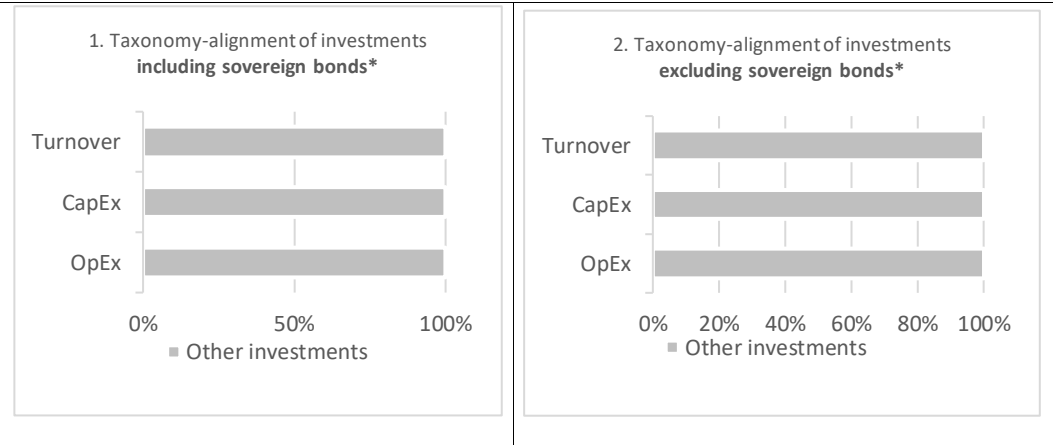 1. Taxonomy-alignment of investments
including sovereign bonds*
Turnover
CapEx
OpEx
0% 50% 100%
Other investments
2. Taxonomy-alignment of investments
excluding sovereign bonds*
Turnover
CapEx
OpEx
0% 20% 40% 60% 80% 100%
Other investments